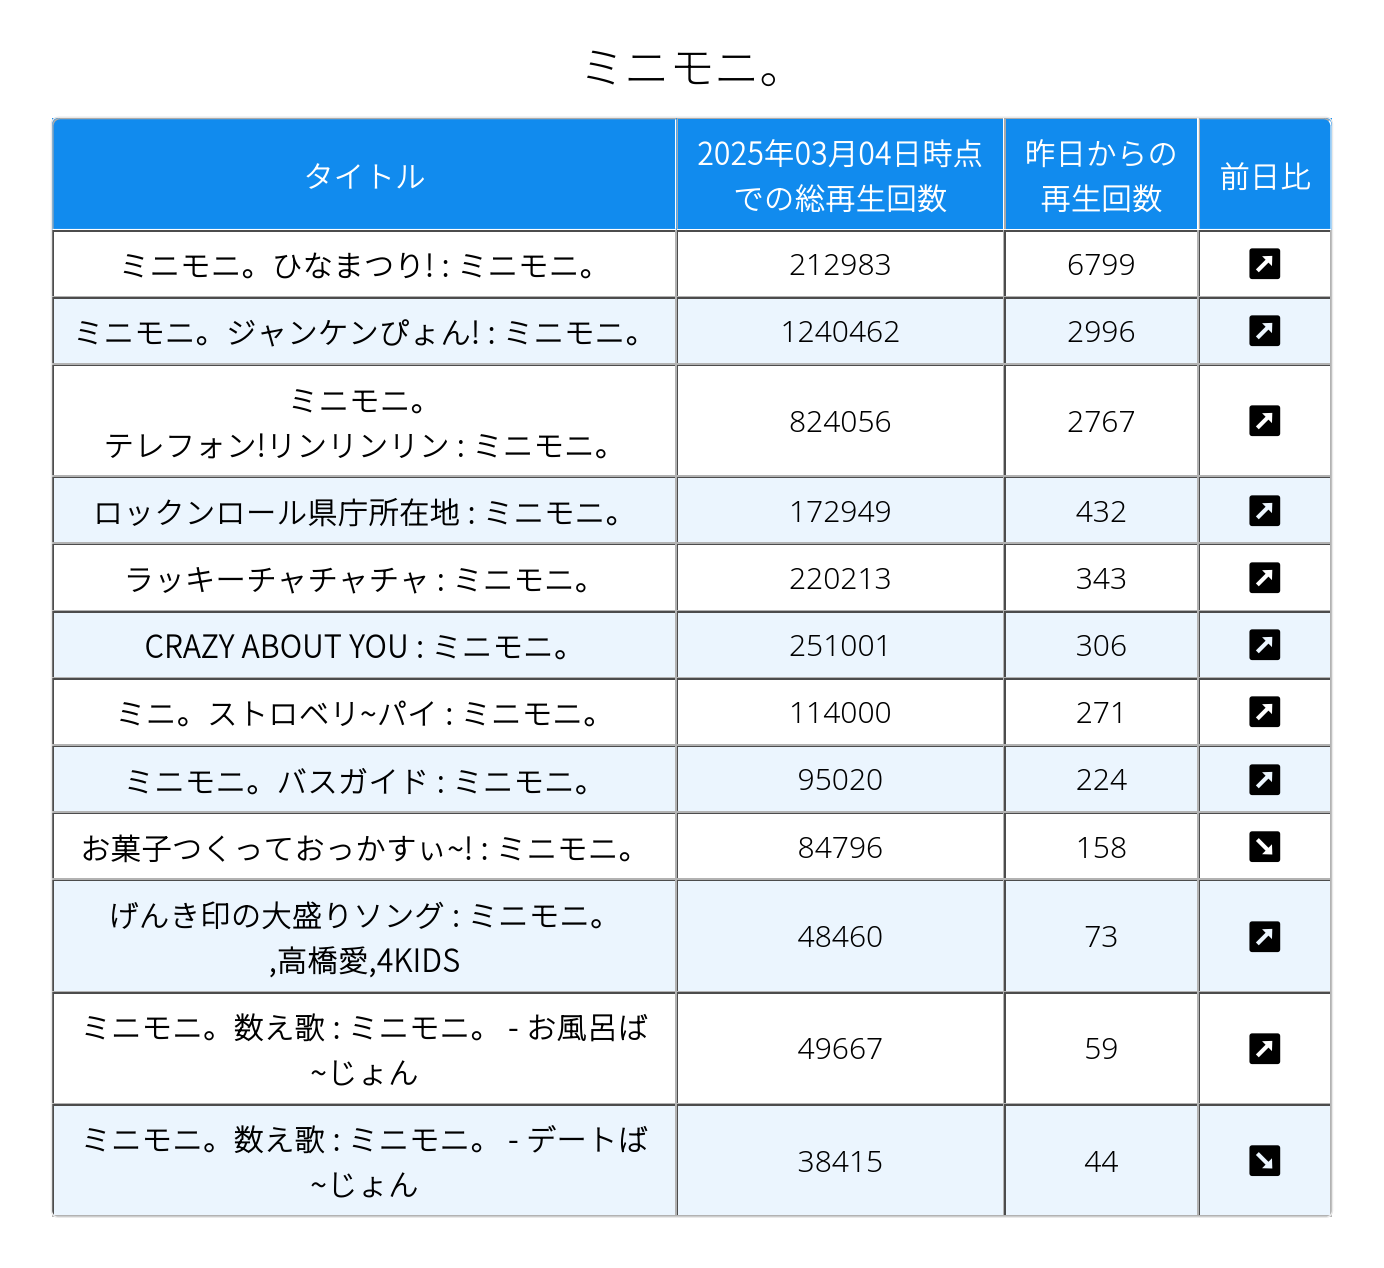 ミニモニ。
タイトル
2025年03月04日時点
での総再生回数
昨日からの
再生回数
前日比
ミニモニ。ひなまつり! : ミニモニ。
212983
6799
ミニモニ。ジャンケンぴょん! : ミニモニ。
1240462
2996
ミニモニ。
テレフォン!リンリンリン : ミニモニ。
824056
2767
ロックンロール県庁所在地 : ミニモニ。
172949
432
ラッキーチャチャチャ : ミニモニ。
220213
343
CRAZY ABOUT YOU : ミニモニ。
251001
306
ミニ。ストロベリ~パイ : ミニモニ。
114000
271
ミニモニ。バスガイド : ミニモニ。
95020
224
お菓子つくっておっかすぃ~! : ミニモニ。
84796
158
げんき印の大盛りソング : ミニモニ。
,高橋愛,4KIDS
48460
73
ミニモニ。数え歌 : ミニモニ。 - お風呂ば
~じょん
49667
59
ミニモニ。数え歌 : ミニモニ。 - デートば
~じょん
38415
44